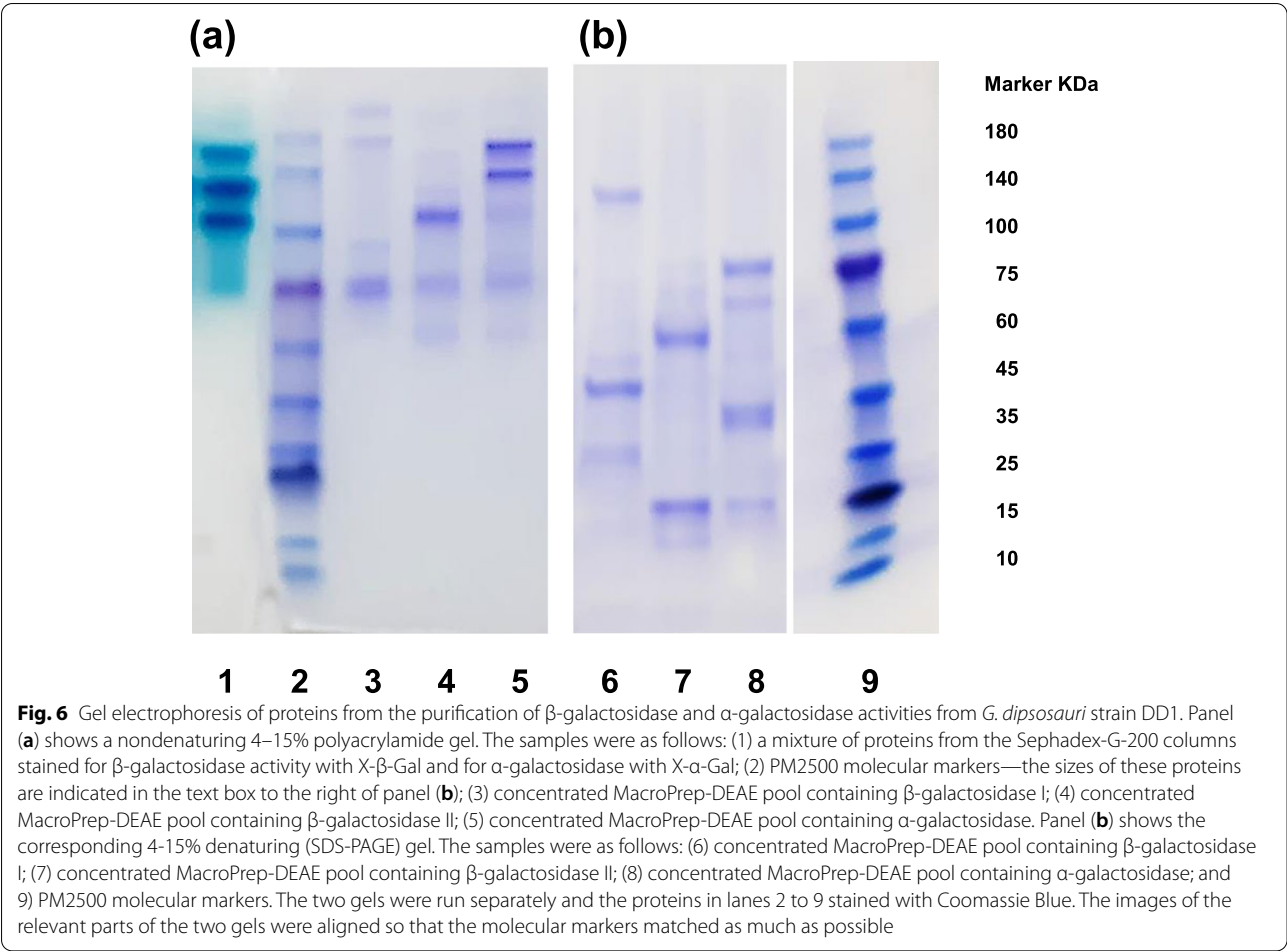 (a)
(b)
Marker KDa
180
140
100
75
60
45
35
25
15
10
1 2 3 4 5 6 7 8 9
Fig. 6 Gel electrophoresis of proteins from the purification of β-galactosidase and α-galactosidase activities from G. dipsosauri strain DD1. Panel
(a) shows a nondenaturing 4–15% polyacrylamide gel. The samples were as follows: (1) a mixture of proteins from the Sephadex-G-200 columns
stained for β-galactosidase activity with X-β-Gal and for α-galactosidase with X-α-Gal; (2) PM2500 molecular markers—the sizes of these proteins
are indicated in the text box to the right of panel (b); (3) concentrated MacroPrep-DEAE pool containing β-galactosidase I; (4) concentrated
MacroPrep-DEAE pool containing β-galactosidase II; (5) concentrated MacroPrep-DEAE pool containing α-galactosidase. Panel (b) shows the
corresponding 4-15% denaturing (SDS-PAGE) gel. The samples were as follows: (6) concentrated MacroPrep-DEAE pool containing β-galactosidase
I; (7) concentrated MacroPrep-DEAE pool containing β-galactosidase II; (8) concentrated MacroPrep-DEAE pool containing α-galactosidase; and
9) PM2500 molecular markers. The two gels were run separately and the proteins in lanes 2 to 9 stained with Coomassie Blue. The images of the
relevant parts of the two gels were aligned so that the molecular markers matched as much as possible